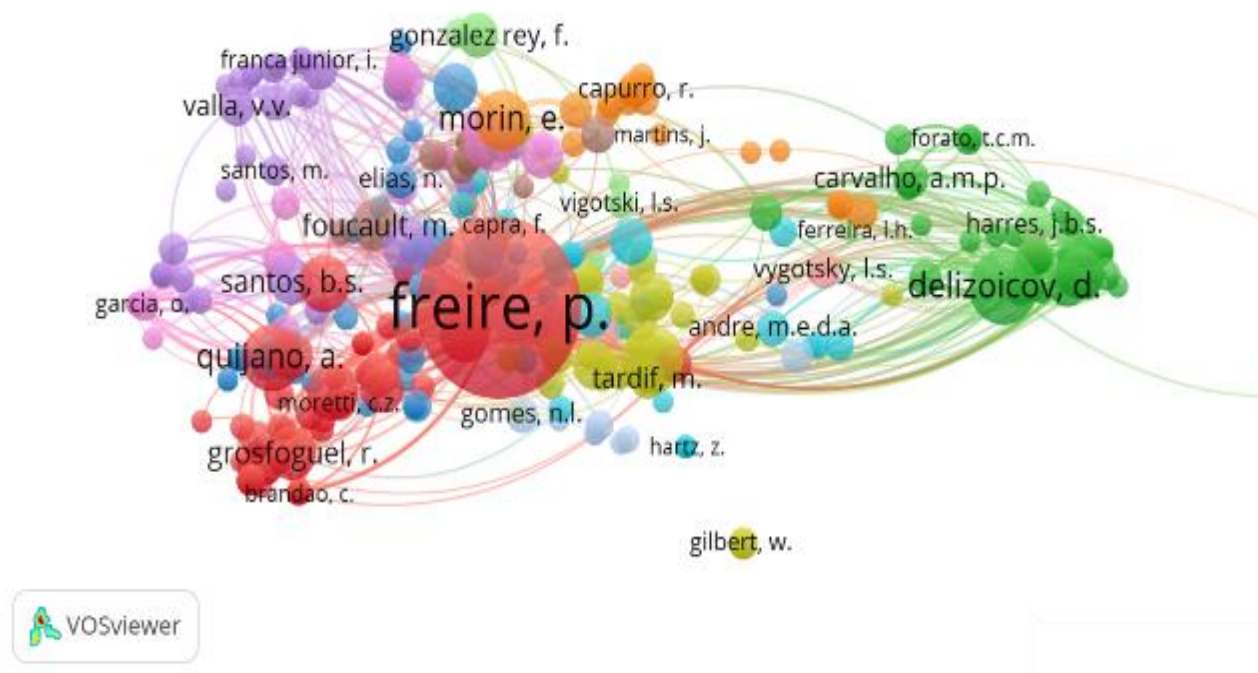 gonzalez rey, f.
franca junior, i.
capurro, r.
valla, v.v.
morin, e.
martins, j.
forato, t.c.m.
santos, m.
elias, n.
carvalho, a.m.p.
vigotski, l.s.
foucault, m.
capra, f.
harres, j.b.s.
ferreira, i.h.
vygotsky, l.s.
santos, b.s.
delizoicov, d.
garcia, o.
freire, p.
andre, m.e.d.a.
quijano, a.
tardif, m.
moretti, c.z.
gomes, n.l.
hartz, z.
grosfoguel, r.
brandao, c.
gilbert, w.
VOSviewer